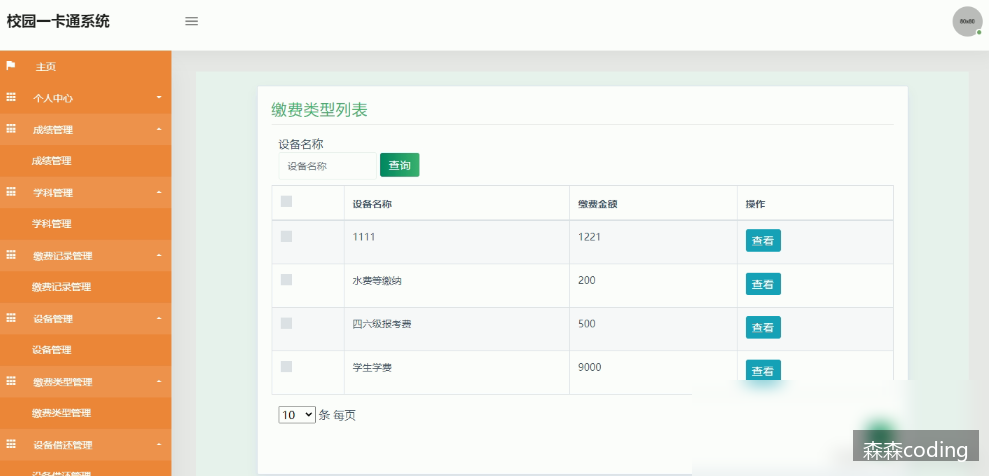 校园一卡通系统
60x60
主页
个人中心
成绩管理
成绩管理
学科管理
学科管理
缴费记录管理
缴费记录管理
设备管理
设备管理
缴费类型管理
缴费类型管理
设备借还管理
设备借还管理
缴费类型列表
设备名称
设备名称 查询
设备名称 缴费金额 操作
1111 1221 查看
水费等缴纳 200 查看
四六级报考费 500 查看
学生学费 9000 查看
10 条 每页
森森coding